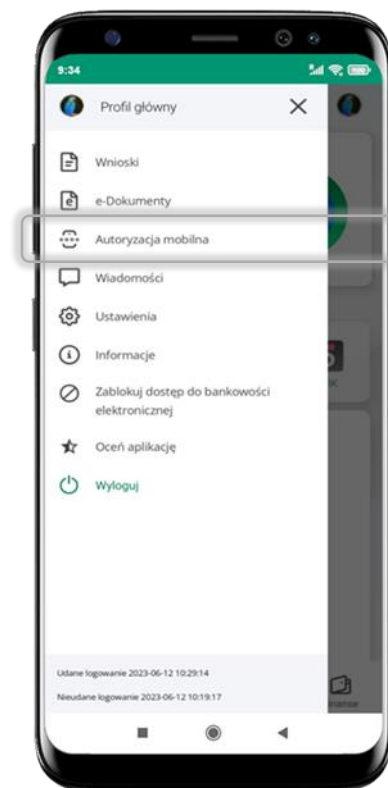 9:34
Profil główny
Wnioski
e-Dokumenty
Autoryzacja mobilna
Wiadomości
Ustawienia
Informacje
Zablokuj dostęp do bankowości
elektronicznej
Oceń aplikację
Wyloguj
Udane logowanie 2023-06-12 10:29:14
Nieudane logowanie 2023-06-12 10:19:17